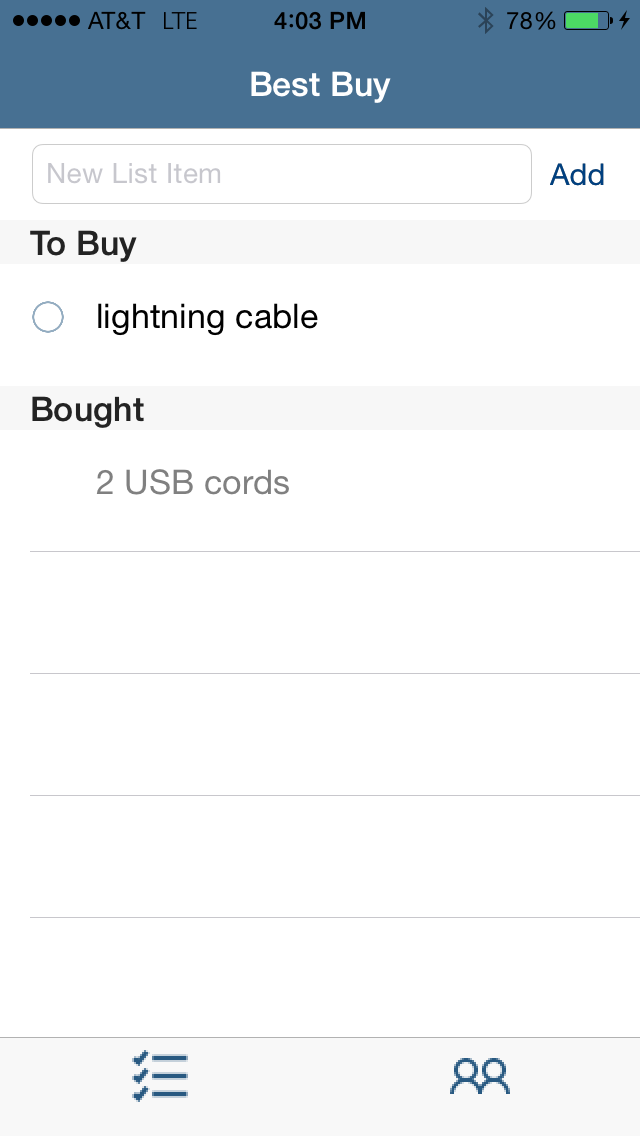 AT&T LTE 4:03 PM 78%
Best Buy
New List Item Add
To Buy
lightning cable
Bought
2 USB cords